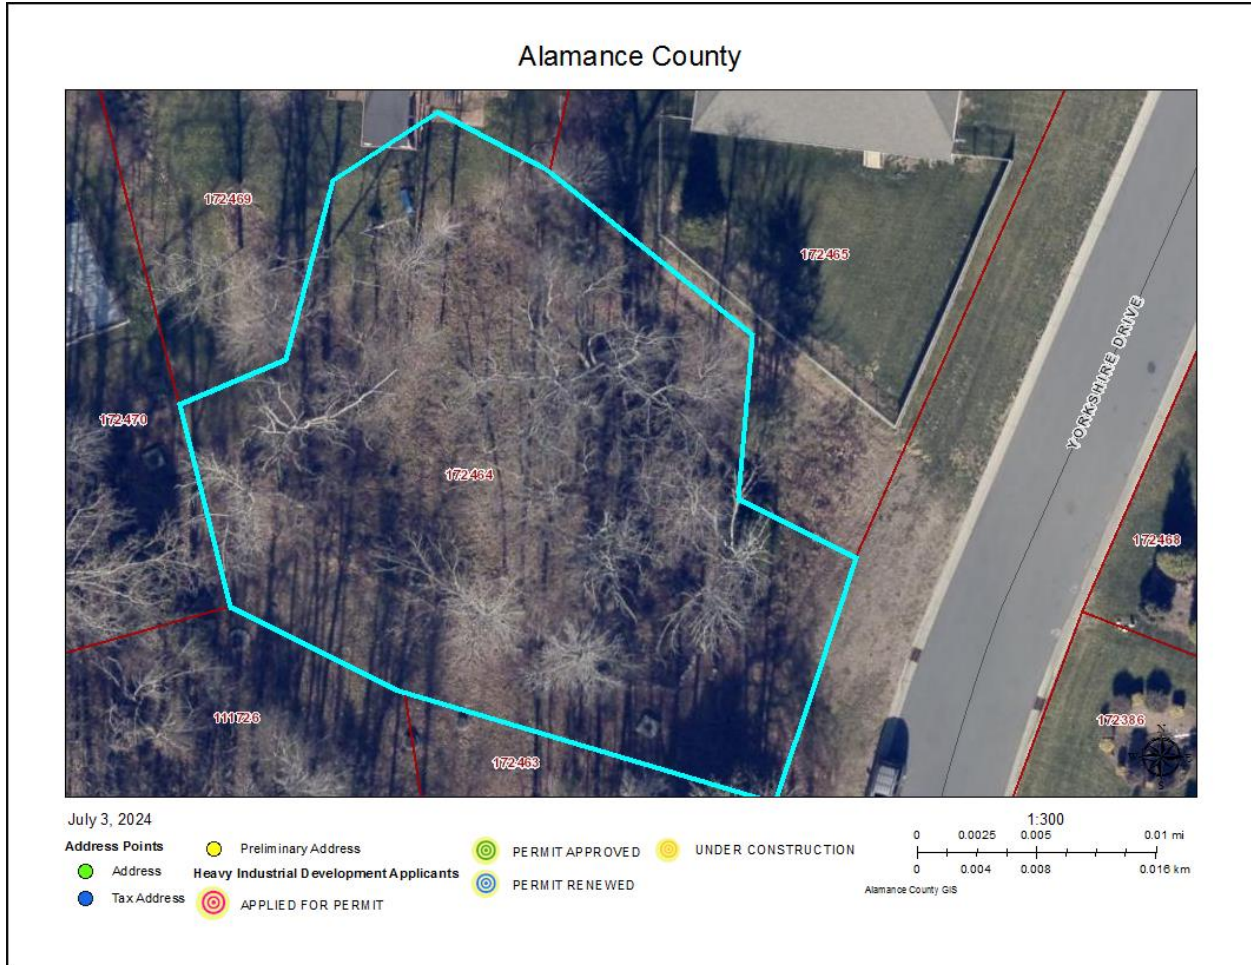 Alamance County
172469
172465
YORKSHIRE DRIVE
172470
172464
172468
111726
172463
172386
N
S
July 3, 2024
1:300
Address Points
Address
Tax Address
Preliminary Address
Heavy Industrial Development Applicants
APPLIED FOR PERMIT
PERMIT APPROVED
PERMIT RENEWED
UNDER CONSTRUCTION
0 0.0025 0.005 0.01 mi
0 0.004 0.008 0.016 km
Alamance County GIS